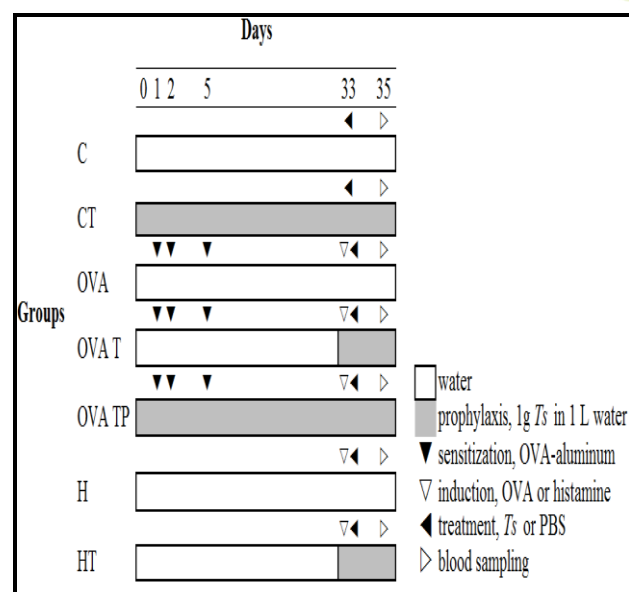 Days
0 1 2 5 33 35
C
CT
OVA
Groups
OVA T
OVA TP
H
HT
water
prophylaxis, 1g Ts in 1 L water
sensitization, OVA-aluminum
induction, OVA or histamine
treatment, Ts or PBS
blood sampling